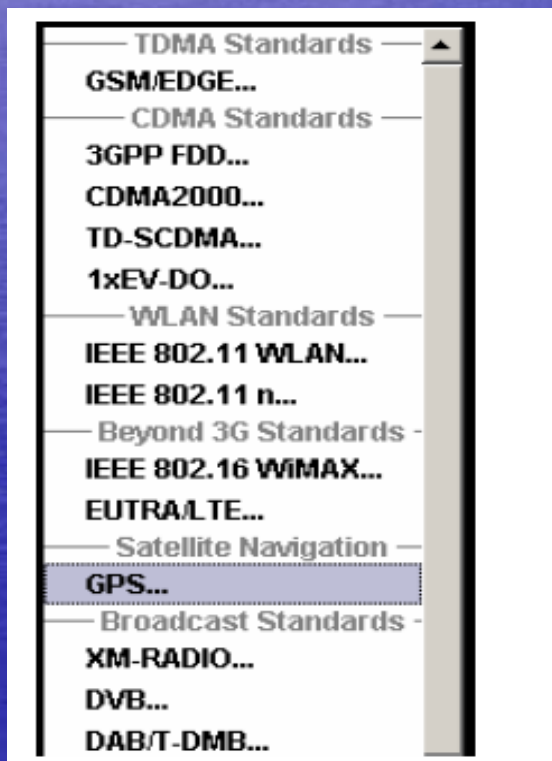 TDMA Standards
GSM/EDGE...
CDMA Standards
3GPP FDD...
CDMA2000...
TD-SCDMA...
1xEV-DO...
WLAN Standards
IEEE 802.11 WLAN...
IEEE 802.11 n...
Beyond 3G Standards
IEEE 802.16 WiMAX...
EUTRA/LTE...
Satellite Navigation
GPS...
Broadcast Standards
XM-RADIO...
DVB...
DAB/T-DMB...